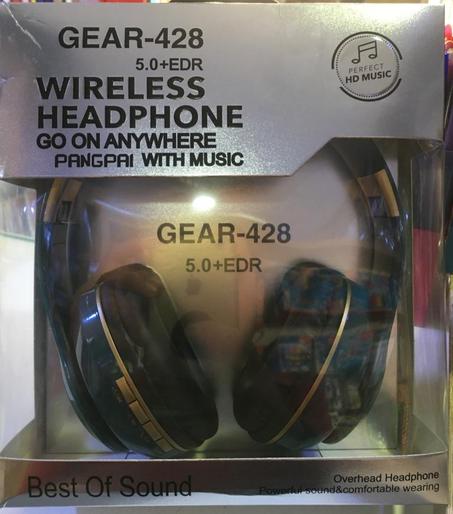 GEAR-428
5.0+EDR
WIRELESS
HEADPHONE
GO ON ANYWHERE
PANGPAI WITH MUSIC
PERFECT
HD MUSIC
GEAR-428
5.0+EDR
Best Of Sound
Overhead Headphone
Powerful sound&comfortable wearing